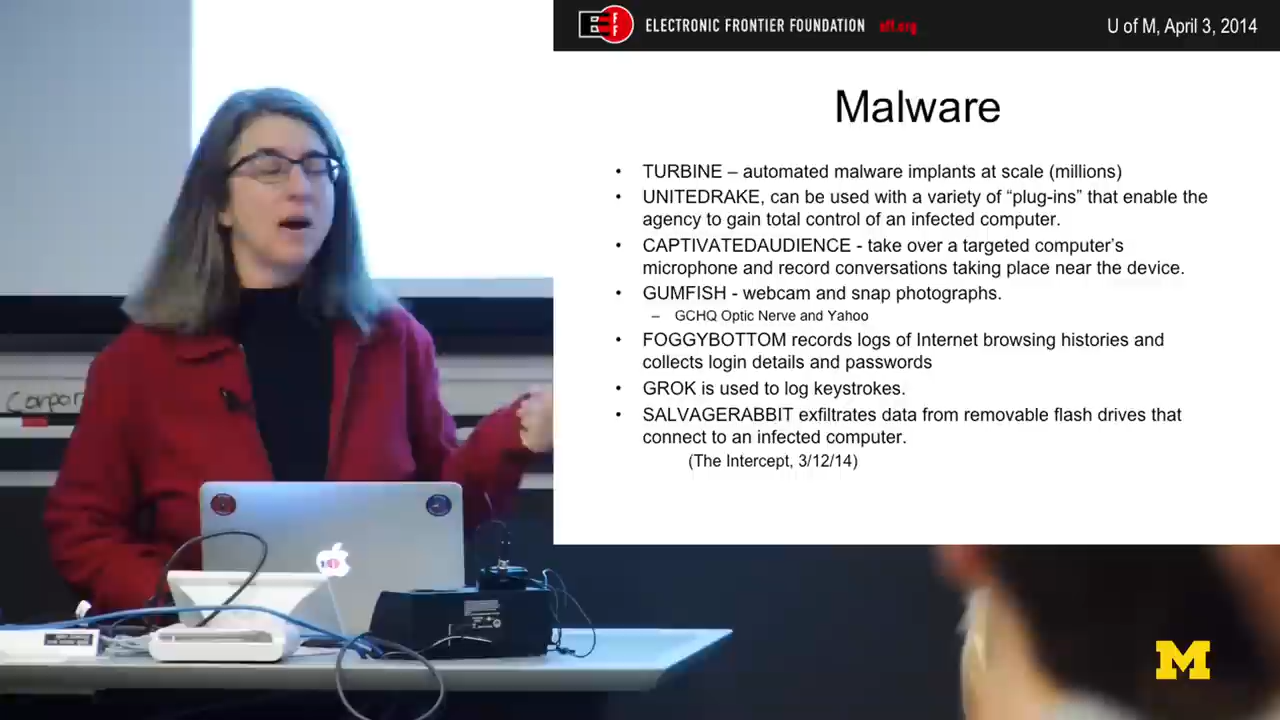 ELECTRONIC FRONTIER FOUNDATION eff.org
U of M, April 3, 2014
Malware
• TURBINE – automated malware implants at scale (millions)
• UNITEDRAKE, can be used with a variety of “plug-ins” that enable the
agency to gain total control of an infected computer.
• CAPTIVATEDAUDIENCE - take over a targeted computer’s
microphone and record conversations taking place near the device.
• GUMFISH - webcam and snap photographs.
– GCHQ Optic Nerve and Yahoo
• FOGGYBOTTOM records logs of Internet browsing histories and
collects login details and passwords
• GROK is used to log keystrokes.
• SALVAGERABBIT exfiltrates data from removable flash drives that
connect to an infected computer.
(The Intercept, 3/12/14)
M